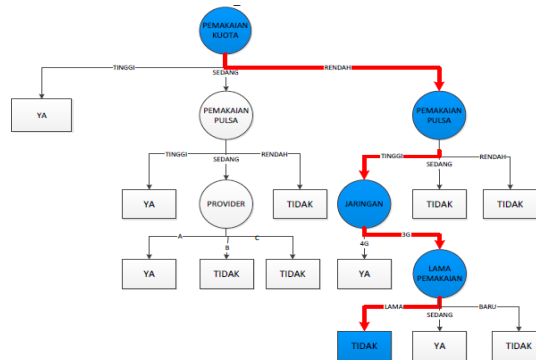 PEMAKAIAN
KUOTA
TINGGI
SEDANG
RENDAH
YA
PEMAKAIAN
PULSA
PEMAKAIAN
PULSA
TINGGI
SEDANG
RENDAH
TINGGI
SEDANG
RENDAH
YA
PROVIDER
TIDAK
JARINGAN
TIDAK
TIDAK
A
B
C
4G
3G
YA
TIDAK
TIDAK
YA
LAMA
PEMAKAIAN
LAMA
SEDANG
BARU
TIDAK
YA
TIDAK